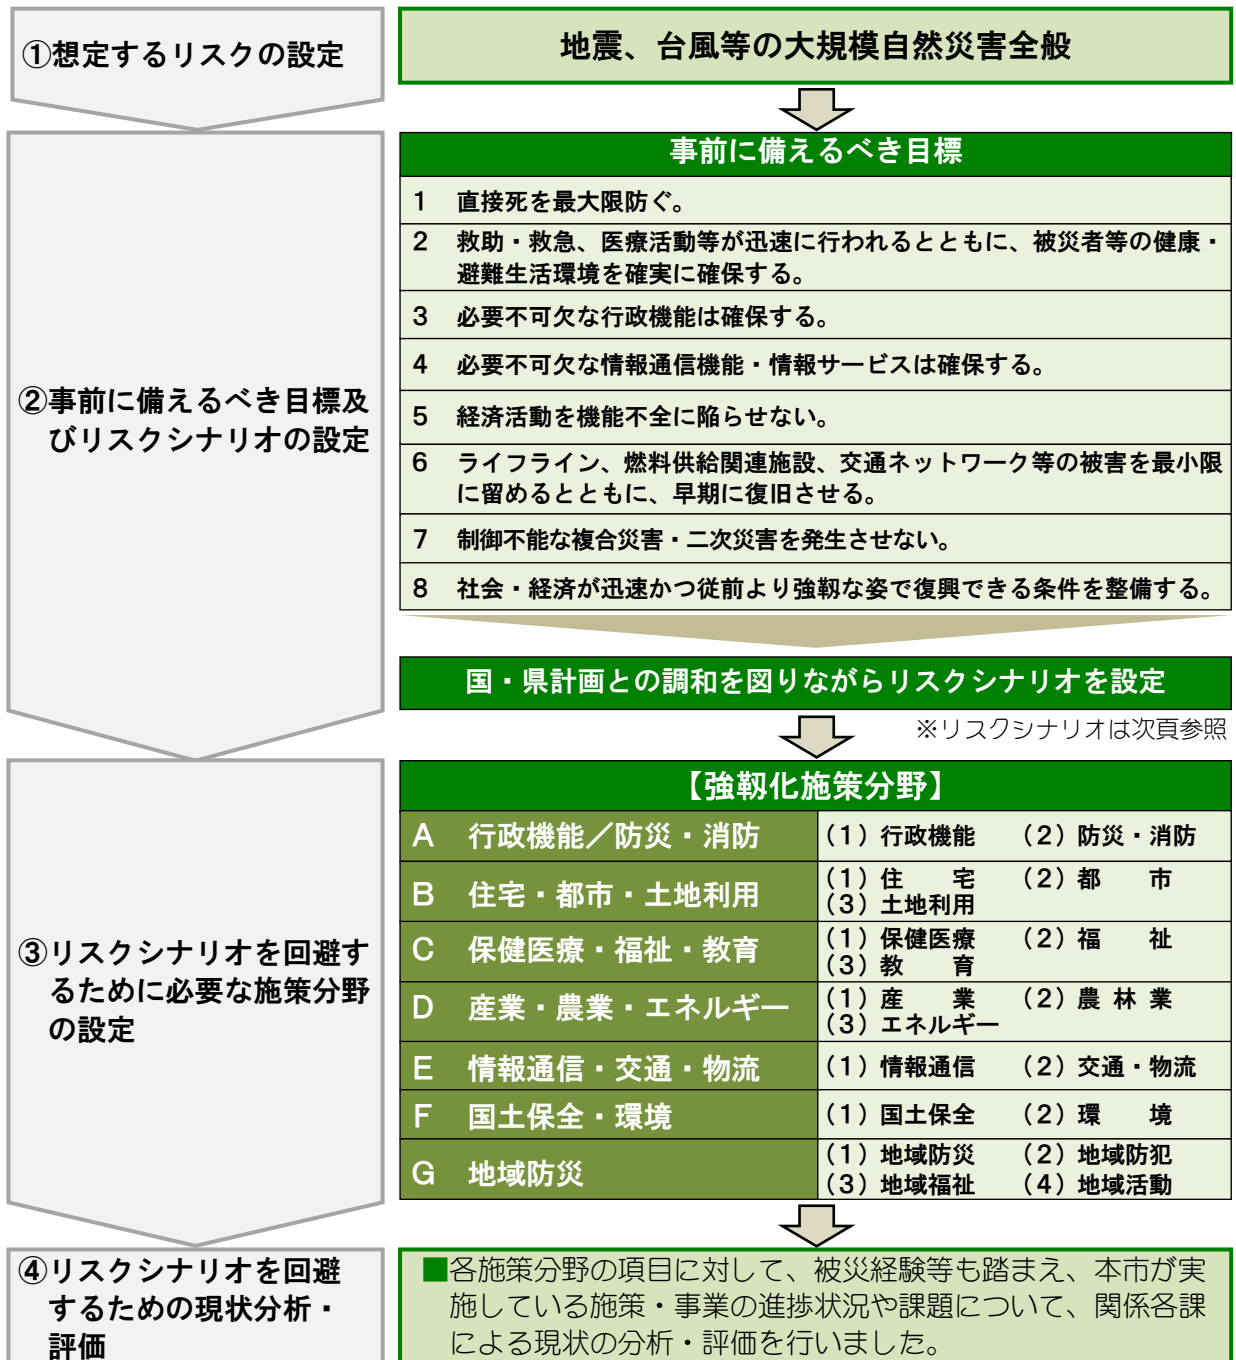 ①想定するリスクの設定
地震、台風等の大規模自然災害全般
②事前に備えるべき目標及
びリスクシナリオの設定
事前に備えるべき目標
1 直接死を最大限防ぐ。
2 救助・救急、医療活動等が迅速に行われるとともに、被災者等の健康・
避難生活環境を確実に確保する。
3 必要不可欠な行政機能は確保する。
4 必要不可欠な情報通信機能・情報サービスは確保する。
5 経済活動を機能不全に陥らせない。
6 ライフライン、燃料供給関連施設、交通ネットワーク等の被害を最小限
に留めるとともに、早期に復旧させる。
7 制御不能な複合災害・二次災害を発生させない。
8 社会・経済が迅速かつ従前より強靱な姿で復興できる条件を整備する。
国・県計画との調和を図りながらリスクシナリオを設定
※リスクシナリオは次頁参照
③リスクシナリオを回避す
るために必要な施策分野
の設定
【強靱化施策分野】
A 行政機能／防災・消防 (1)行政機能 (2)防災・消防
B 住宅・都市・土地利用 (1)住　宅 (2)都　市
(3)土地利用
C 保健医療・福祉・教育 (1)保健医療 (2)福　祉
(3)教　育
D 産業・農業・エネルギー (1)産　業 (2)農 林 業
(3)エネルギー
E 情報通信・交通・物流 (1)情報通信 (2)交通・物流
F 国土保全・環境 (1)国土保全 (2)環　境
G 地域防災 (1)地域防災 (2)地域防犯
(3)地域福祉 (4)地域活動
④リスクシナリオを回避
するための現状分析・
評価
■各施策分野の項目に対して、被災経験等も踏まえ、本市が実
施している施策・事業の進捗状況や課題について、関係各課
による現状の分析・評価を行いました。